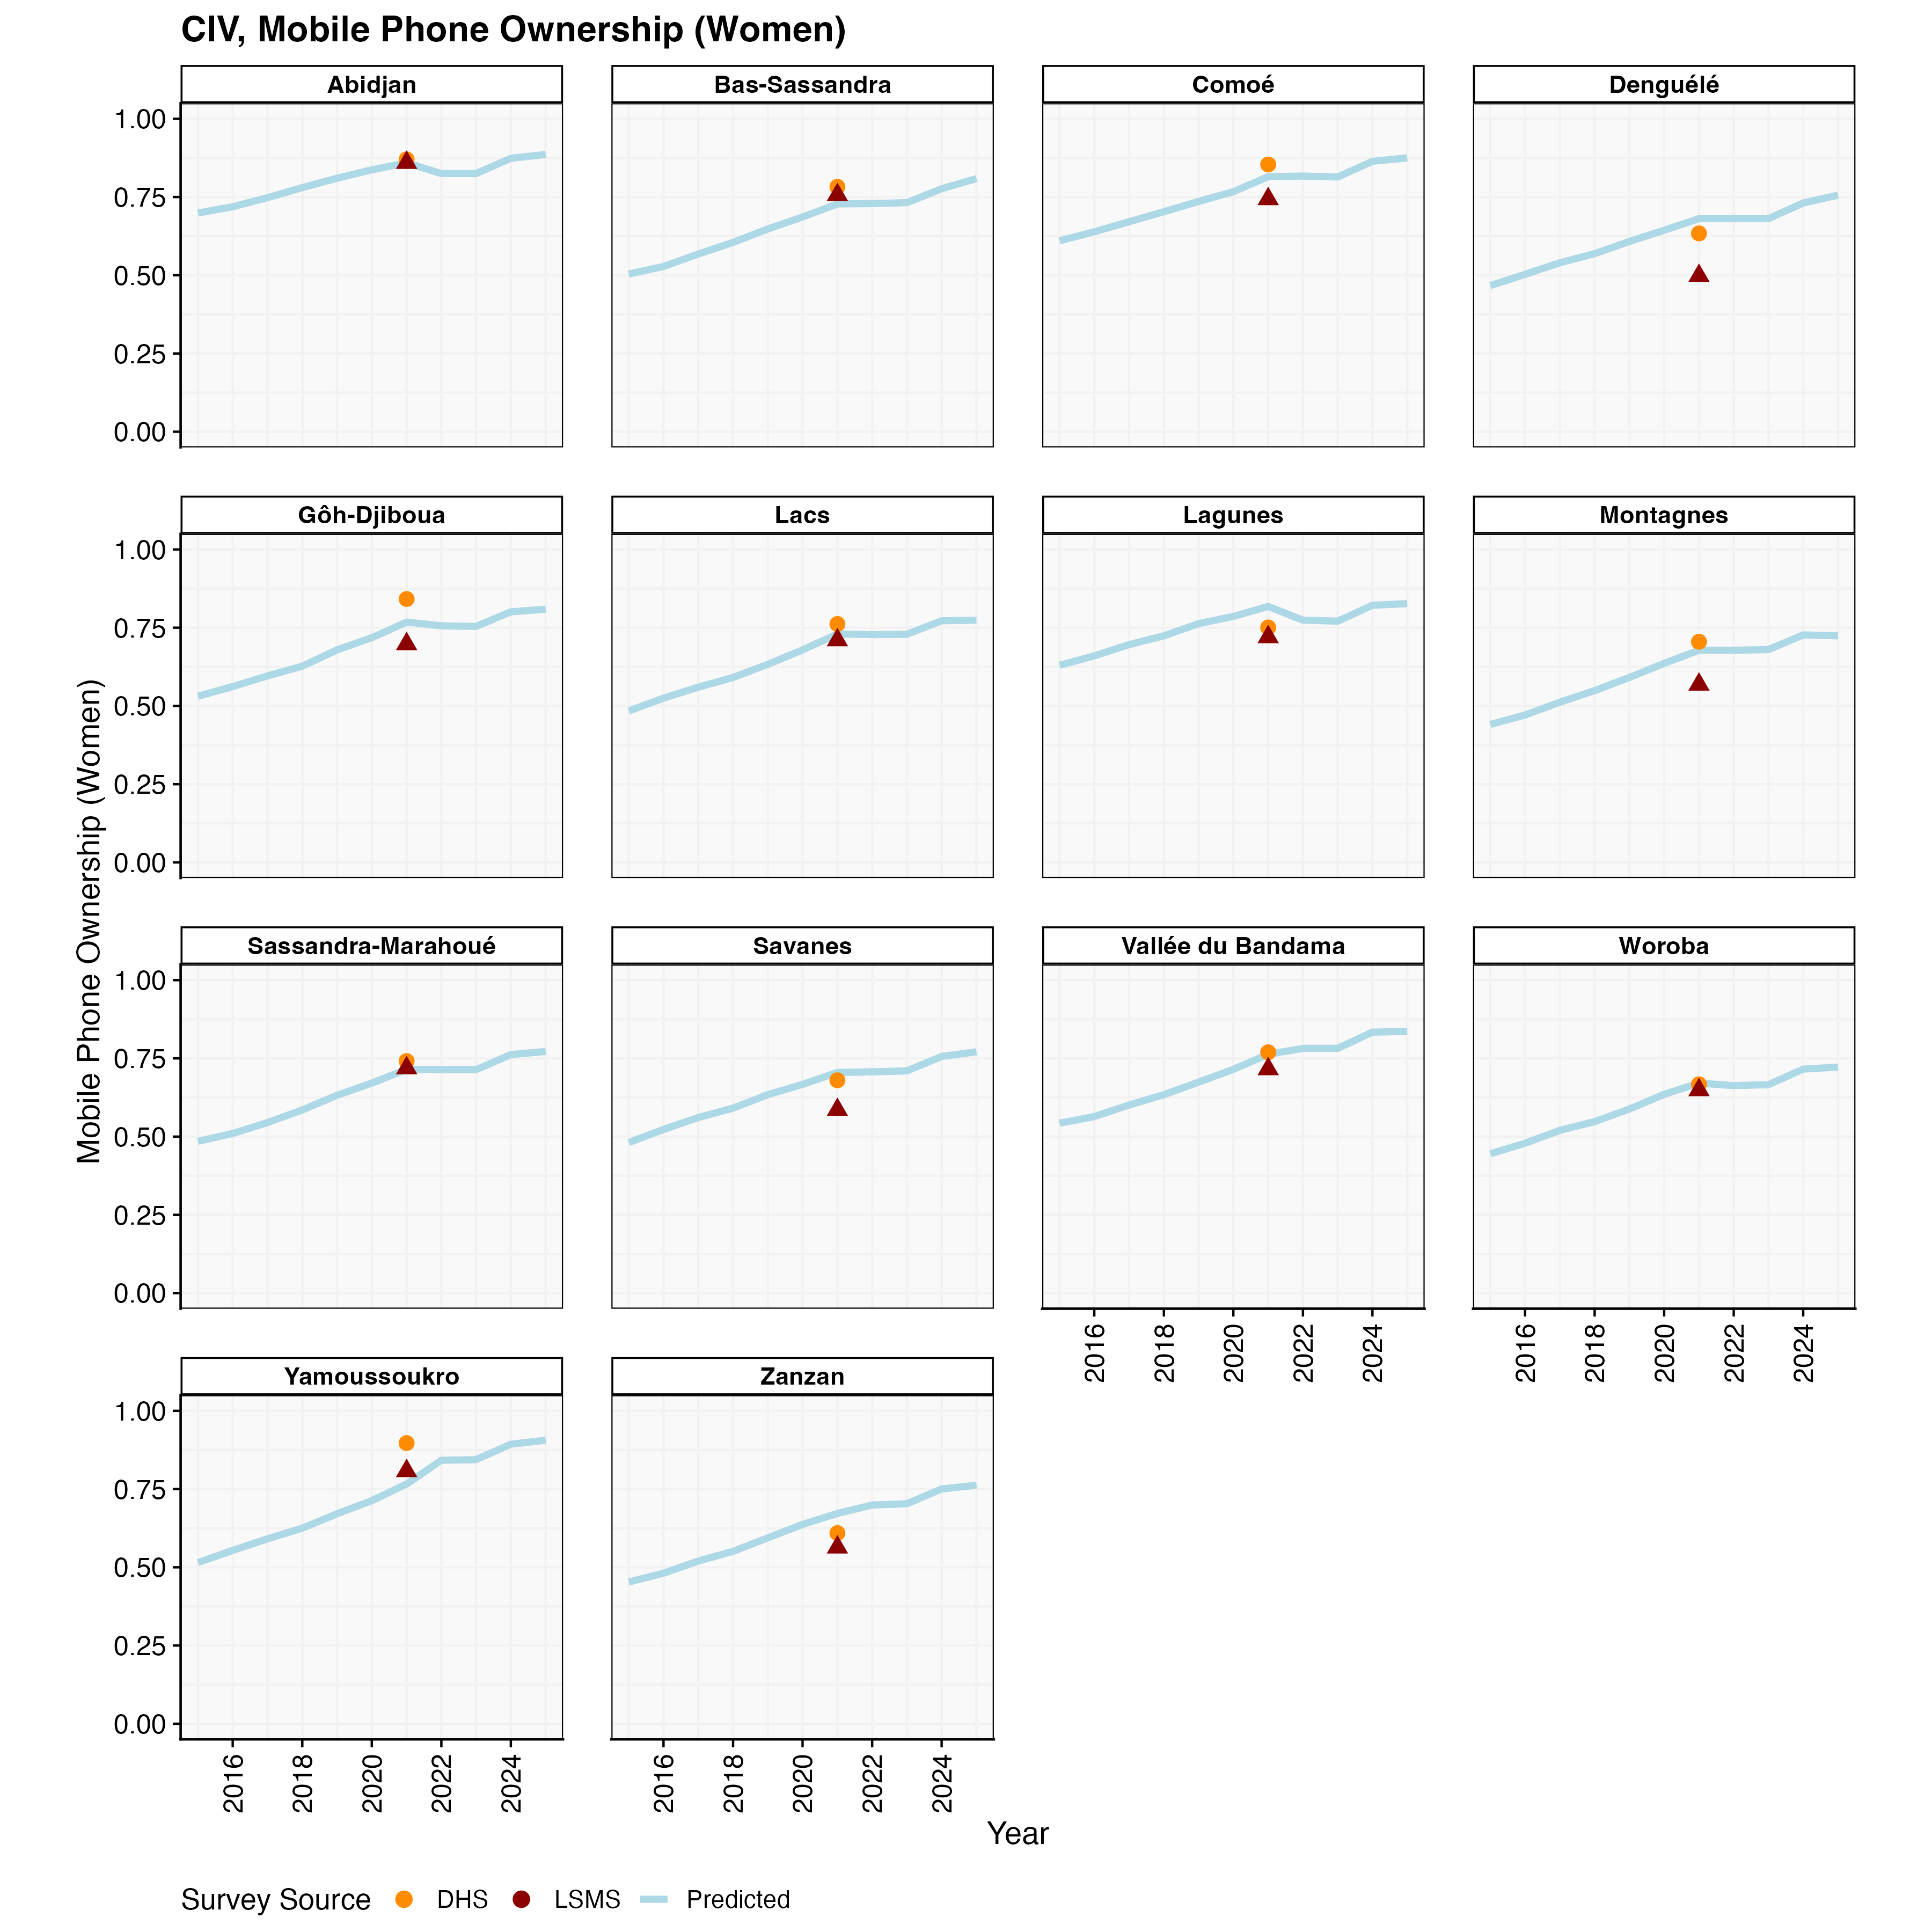 CIV, Mobile Phone Ownership (Women)
Abidjan
Bas-Sassandra
Comoé
Denguélé
1.00
0.75
0.50
0.25
0.00
Gôh-Djiboua
Lacs
Lagunes
Montagnes
1.00
0.75
0.50
0.25
0.00
Mobile Phone Ownership (Women)
Sassandra-Marahoué
Savanes
Vallée du Bandama
Woroba
1.00
0.75
0.50
0.25
0.00
2016 2018 2020 2022 2024
2016 2018 2020 2022 2024
Yamoussoukro
Zanzan
1.00
0.75
0.50
0.25
0.00
2016 2018 2020 2022 2024
2016 2018 2020 2022 2024
Year
Survey Source DHS LSMS Predicted